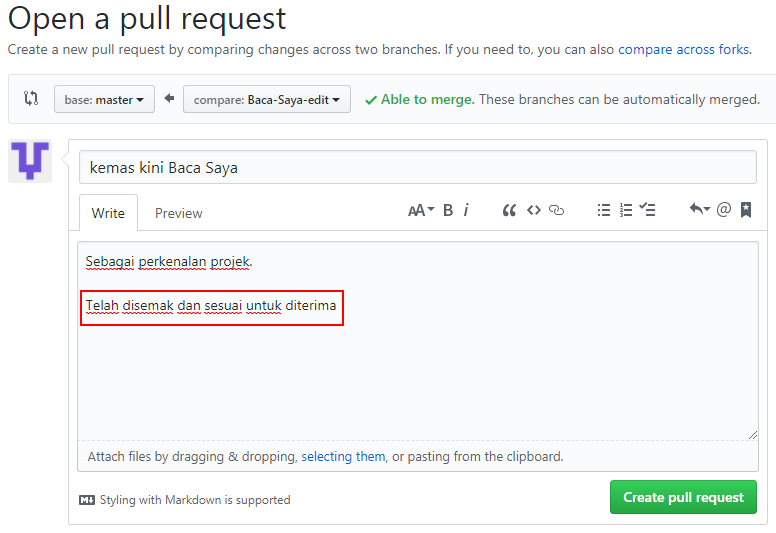 Open a pull request
Create a new pull request by comparing changes across two branches. If you need to, you can also compare across forks.
base: master compare: Baca-Saya-edit Able to merge. These branches can be automatically merged.
kemas kini Baca Saya
Write Preview AA B i
Sebagai perkenalan projek.
Telah disemak dan sesuai untuk diterima
Attach files by dragging & dropping, selecting them, or pasting from the clipboard.
Styling with Markdown is supported Create pull request